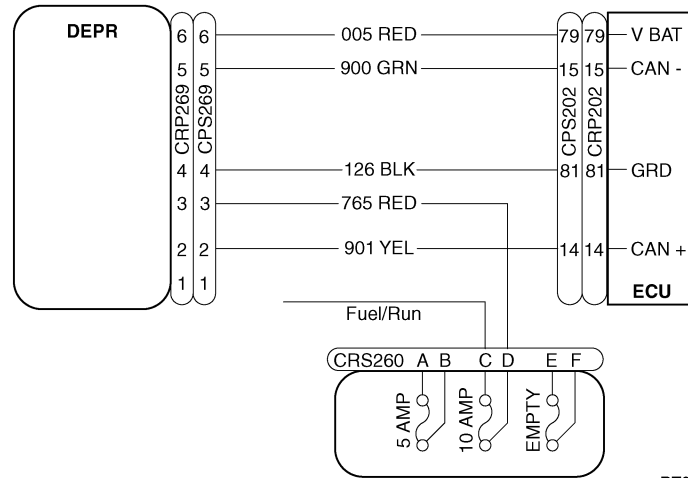 DEPR
6 6 005 RED 79 79 V BAT
5 5 900 GRN 15 15 CAN -
CRP269 CPS269 CPS202 CRP202
4 4 126 BLK 81 81 GRD
3 3 765 RED
2 2 901 YEL 14 14 CAN +
1 1
ECU
Fuel/Run
CRS260 A B C D E F
5 AMP 10 AMP EMPTY